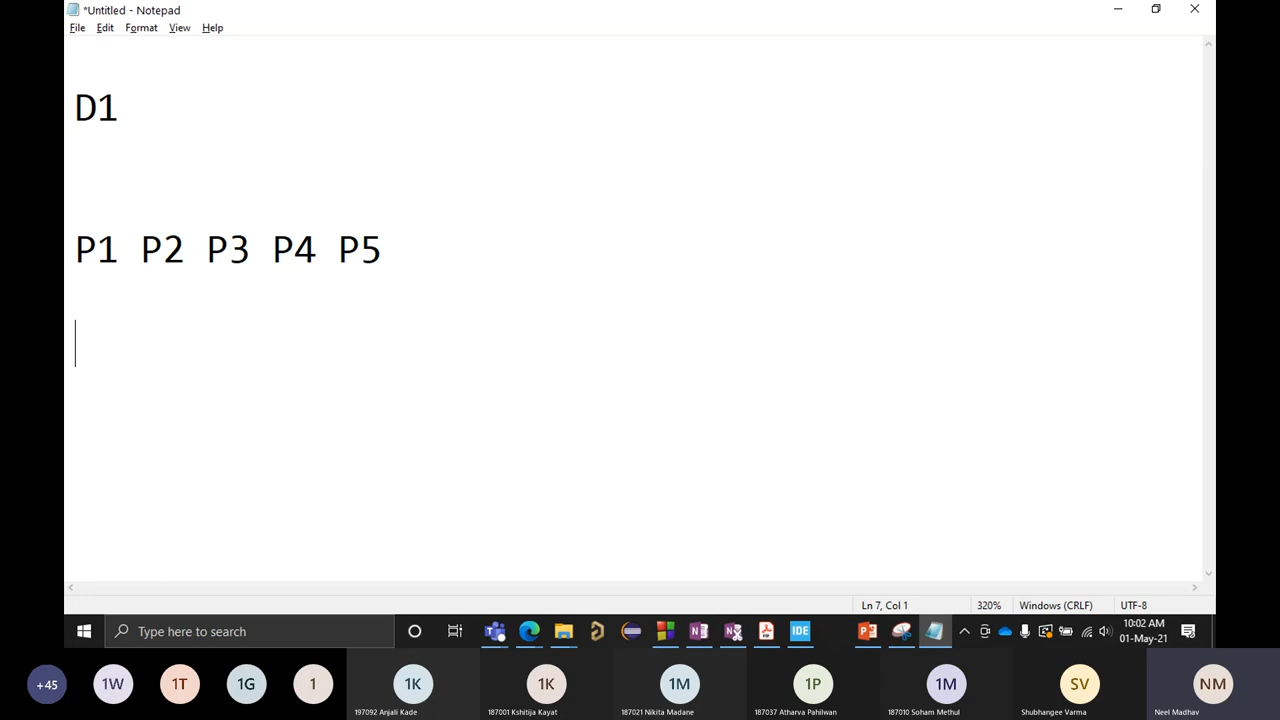 *Untitled - Notepad
File Edit Format View Help
D1
P1 P2 P3 P4 P5
Ln 7, Col 1 320% Windows (CRLF) UTF-8
Type here to search
IDE
10:02 AM
01-May-21
+45 1W 1T 1G 1 1K 1K 1M 1P 1M SV NM
197092 Anjali Kade 187001 Kshitija Kayat 187021 Nikita Madane 187037 Atharva Pahilwan 187010 Soham Methul Shubhangee Varma Neel Madhav